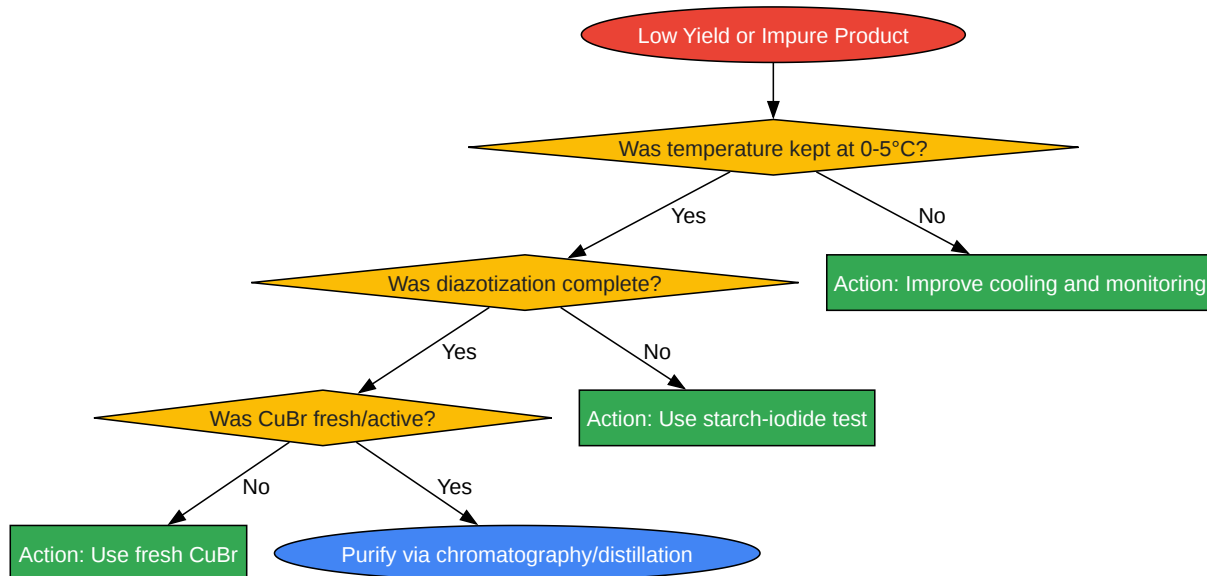 Low Yield or Impure Product
Was temperature kept at 0-5°C?
Yes
No
Was diazotization complete?
Action: Improve cooling and monitoring
Yes
No
Was CuBr fresh/active?
Action: Use starch-iodide test
No
Yes
Action: Use fresh CuBr
Purify via chromatography/distillation